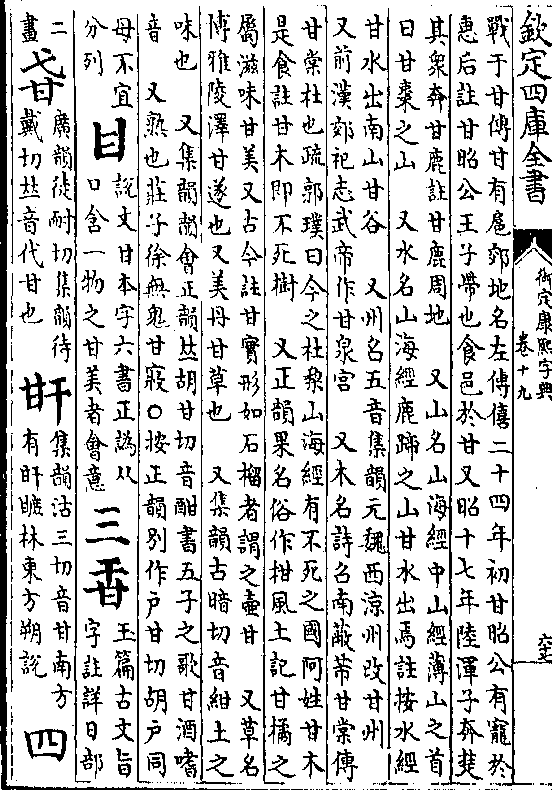 欽定四庫全書
御定康熙字典
卷十九
戰于甘傳甘有扈郊地名左傳僖二十四年初甘昭公有寵於
惠后註甘昭公王子帶也食邑於甘又昭十七年陸渾子奔楚
其衆奔甘鹿註甘鹿周地 又山名山海經中山經薄山之首
曰甘棗之山 又水名山海經鹿蹄之山甘水出焉註按水經
甘水出南山甘谷 又州名五音集韻元魏西涼州改甘州
又前漢郊祀志武帝作甘泉宮 又木名詩召南蔽芾甘棠傳
甘棠杜也疏郭璞曰今之杜棃山海經有不死之國阿姓甘木
是食註甘木即不死樹 又正韻果名俗作柑風土記甘橘之
屬滋味甘美又古今註甘實形如石榴者謂之壷甘 又草名
博雅陵澤甘遂也又美丹甘草也 又集韻古暗切音紺土之
味也 又集韻韻會正韻𠀤胡甘切音酣書五子之歌甘酒嗜
音 又熟也莊子徐無鬼甘寢○按正韻別作戸甘切胡戸同
母不宜分列 𠙵 說文甘本字六書正譌从口含一物之甘美者會意 三 𤯌 玉篇古文旨字註詳日部
二畫 𤮺 廣韻徒耐切集韻待戴切𠀤音代甘也 𤮽 集韻沽三切音甘南方有𤮽㬻林東方朔說 四